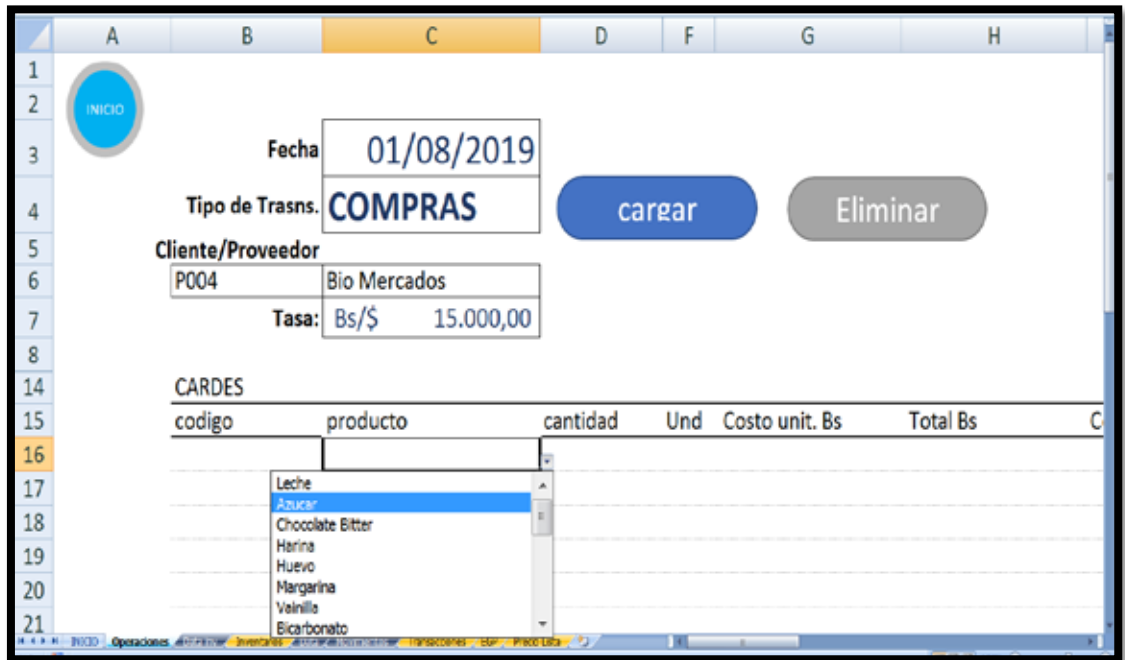 A B C D F G H
1
2 INICIO
3 Fecha 01/08/2019
4 Tipo de Trasns. COMPRAS cargar Eliminar
5 Cliente/Proveedor
6 P004 Bio Mercados
7 Tasa: Bs/$ 15.000,00
8
14 CARDES
15 codigo producto cantidad Und Costo unit. Bs Total Bs
16
17 Leche
Azucar
18 Chocolate Bitter
19 Harina
Huevo
20 Margarina
Vainilla
21 Bicarbonato
INICIO Operaciones Inventarios Transacciones EGP Precio Lista